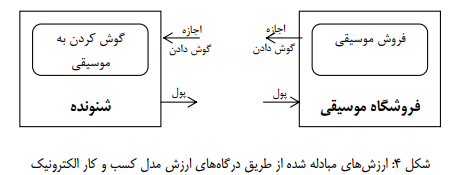 فروش موسیقی
فروشگاه موسیقی
اجازه
گوش دادن
پول
اجازه
گوش دادن
پول
گوش کردن به
موسیقی
شنونده
شکل ۴: ارزش‌های مبادله شده از طریق درگاه‌های ارزش مدل کسب و کار الکترونیک